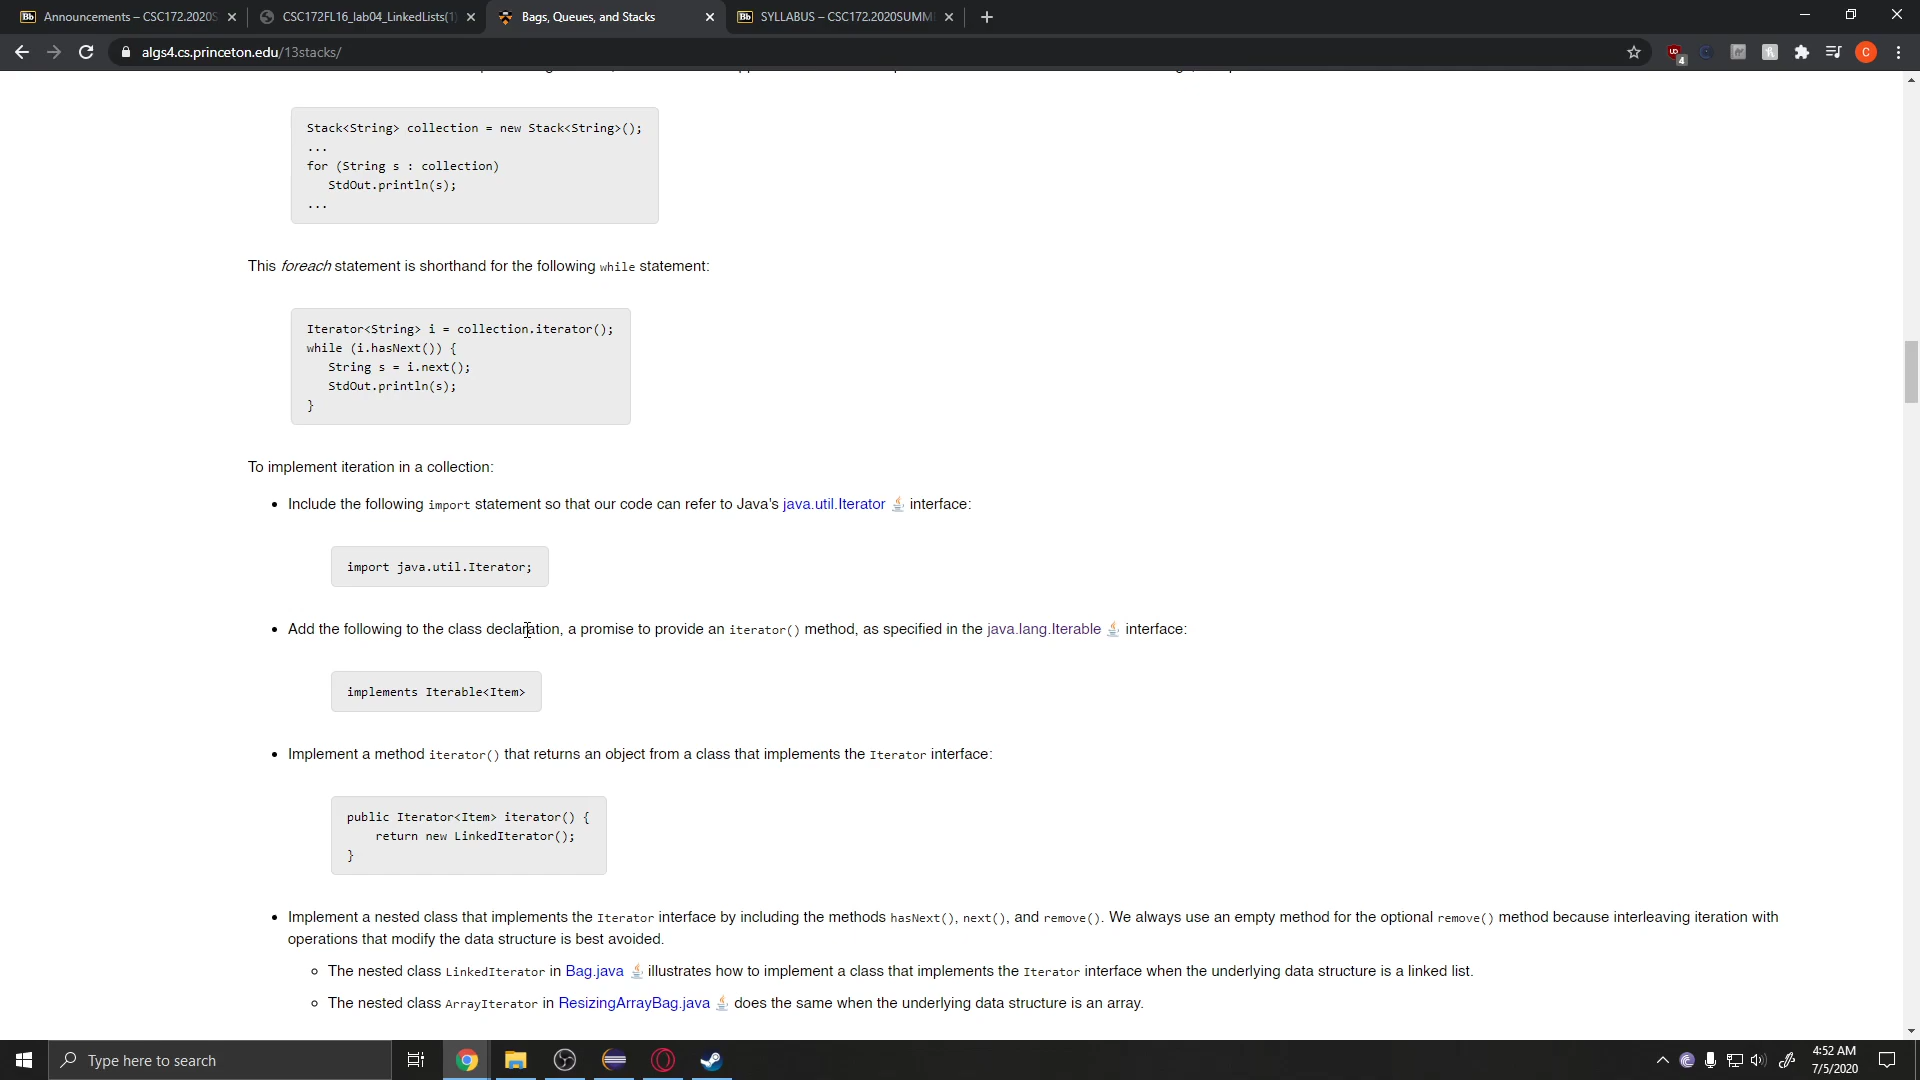 Announcements – CSC172.2020S
CSC172FL16_lab04_LinkedLists(1)
Bags, Queues, and Stacks
SYLLABUS – CSC172.2020SUMM
algs4.cs.princeton.edu/13stacks/
Stack<String> collection = new Stack<String>();
...
for (String s : collection)
StdOut.println(s);
...
This foreach statement is shorthand for the following while statement:
Iterator<String> i = collection.iterator();
while (i.hasNext()) {
String s = i.next();
StdOut.println(s);
}
To implement iteration in a collection:
• Include the following import statement so that our code can refer to Java's java.util.Iterator interface:
import java.util.Iterator;
• Add the following to the class declaration, a promise to provide an iterator() method, as specified in the java.lang.Iterable interface:
implements Iterable<Item>
• Implement a method iterator() that returns an object from a class that implements the Iterator interface:
public Iterator<Item> iterator() {
return new LinkedIterator();
}
• Implement a nested class that implements the Iterator interface by including the methods hasNext(), next(), and remove(). We always use an empty method for the optional remove() method because interleaving iteration with
operations that modify the data structure is best avoided.
The nested class LinkedIterator in Bag.java illustrates how to implement a class that implements the Iterator interface when the underlying data structure is a linked list.
The nested class ArrayIterator in ResizingArrayBag.java does the same when the underlying data structure is an array.
Type here to search
4:52 AM
7/5/2020